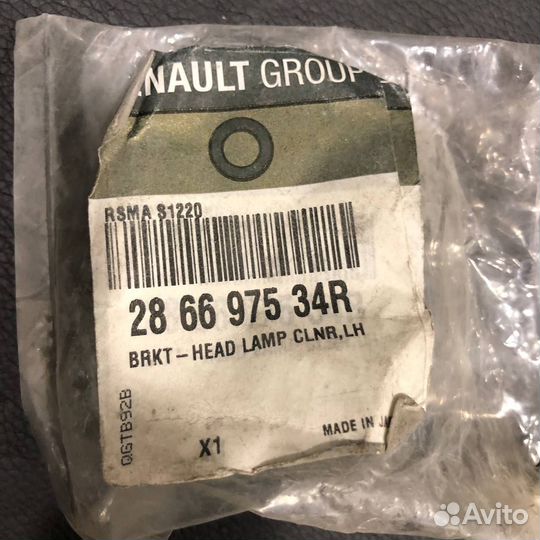 NAULT GROUP
RSMA S1220
28 66 975 34R
BRKT-HEAD LAMP CLNR,LH
QGTB92B
X1
MADE IN JA
Avito